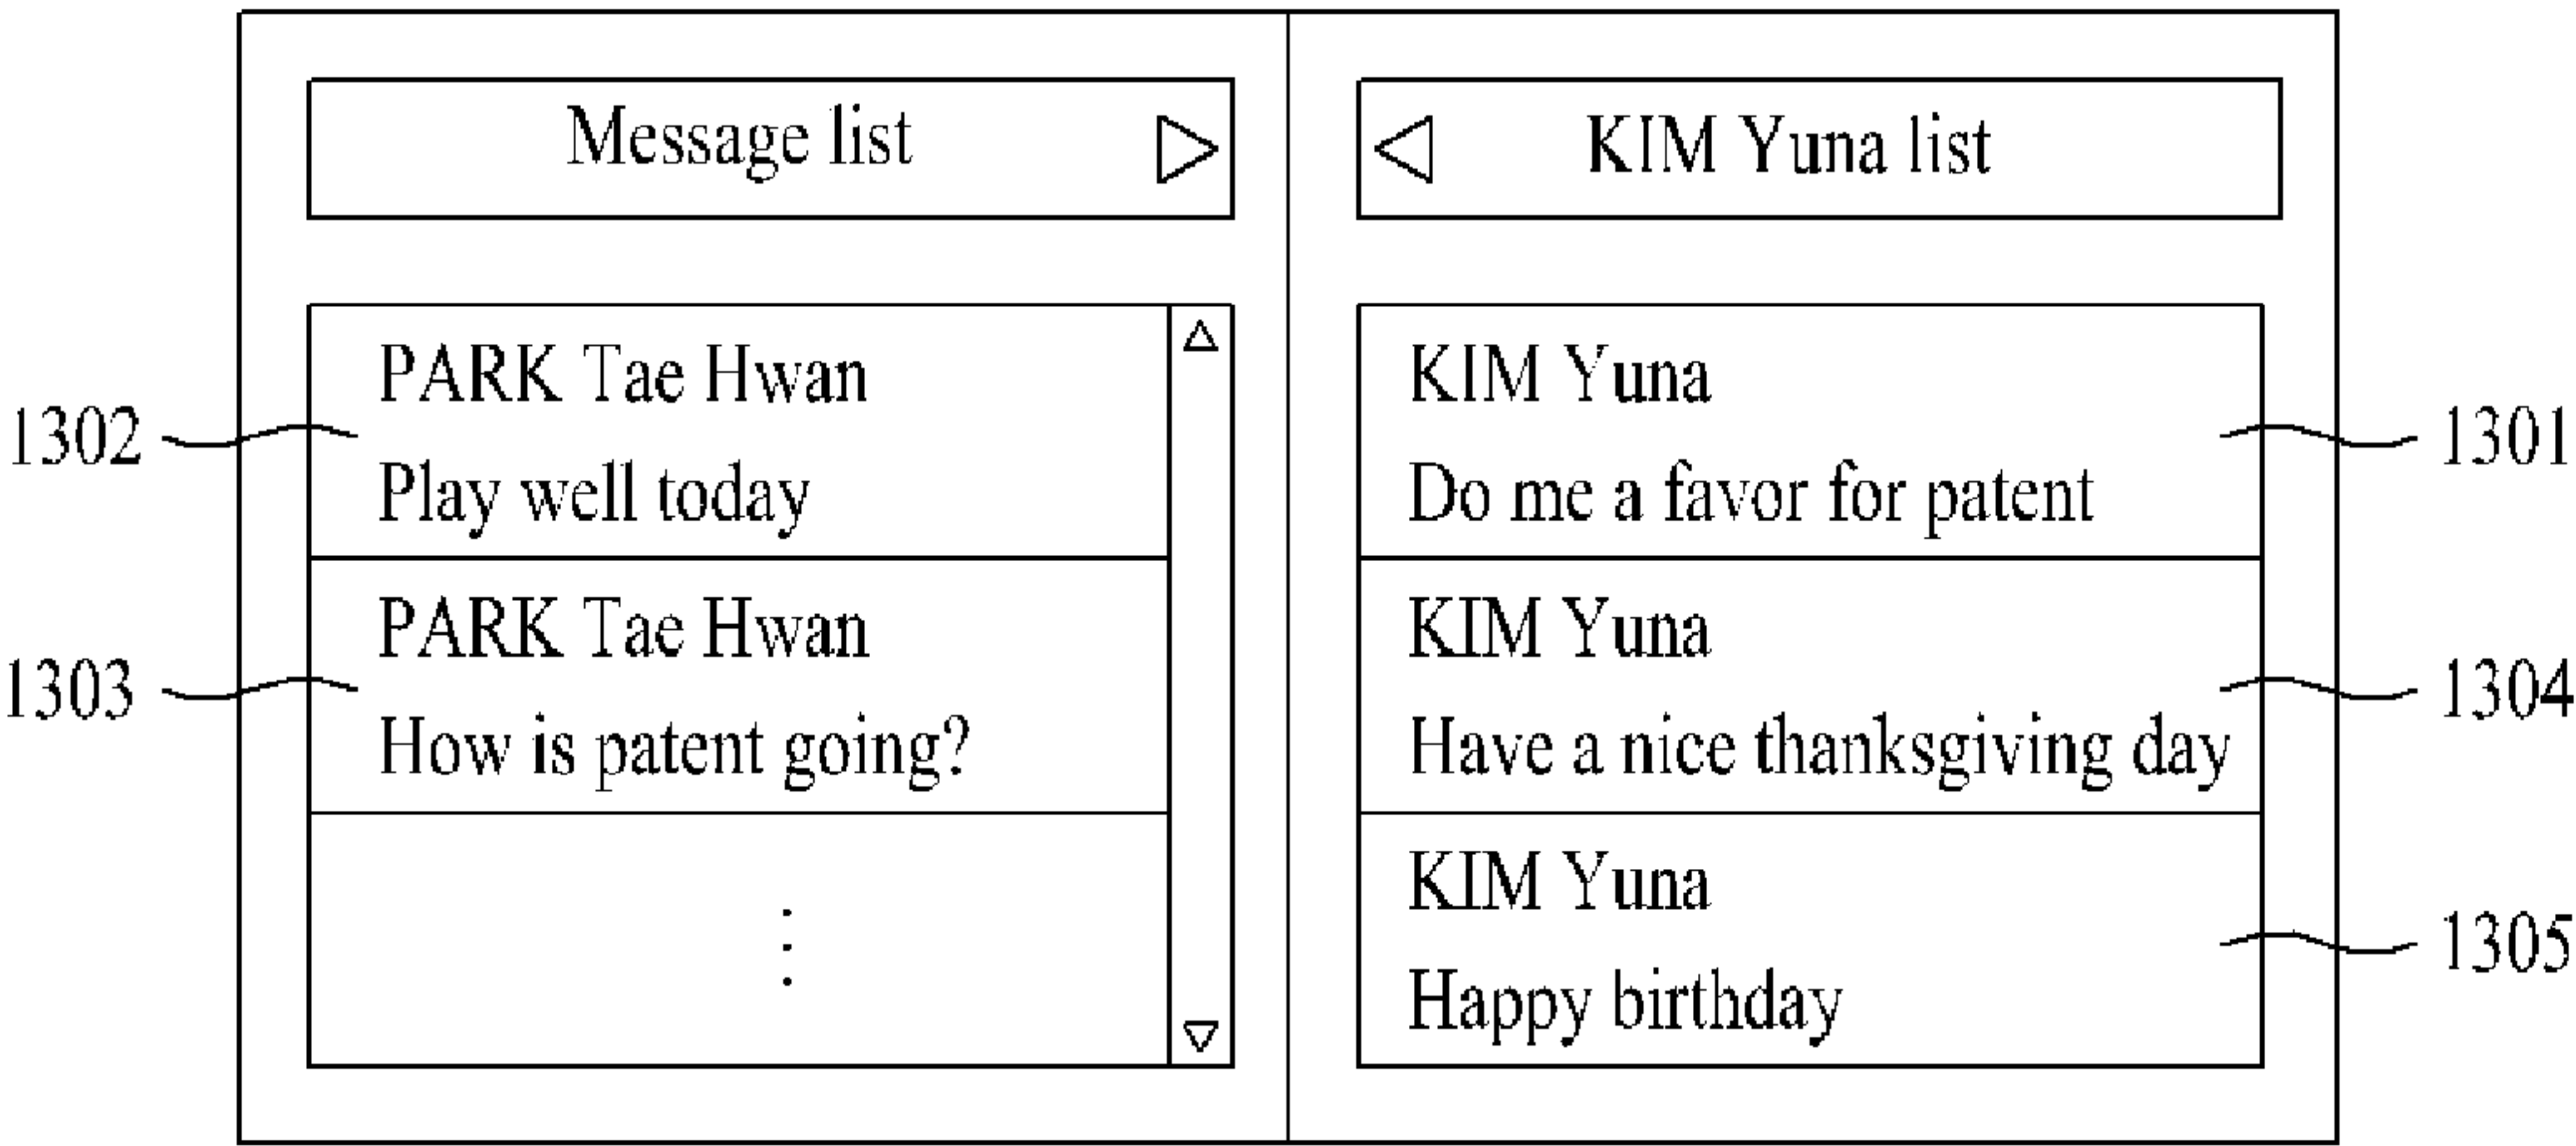 Message list
PARK Tae Hwan
Play well today
PARK Tae Hwan
How is patent going?
1302
1303
KIM Yuna list
KIM Yuna
Do me a favor for patent
KIM Yuna
Have a nice thanksgiving day
KIM Yuna
Happy birthday
1301
1304
1305